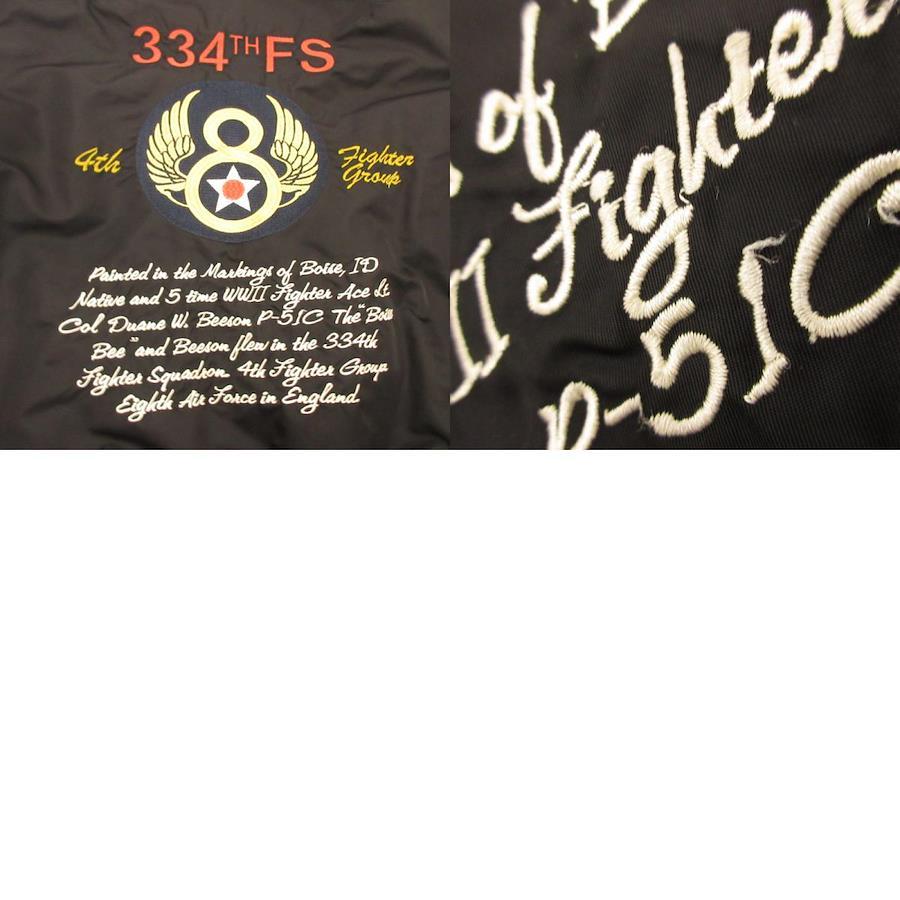 334TH FS
8
4th
Fighter
Group
Painted in the Markings of Boise, ID
Native and 5 time WWII Fighter Ace Lt.
Col Duane W. Beeson P-51C The "Bois
Bee" and Beeson flew in the 334th
Fighter Squadron 4th Fighter Group
Eighth Air Force in England
of
II Fighter
P-51C